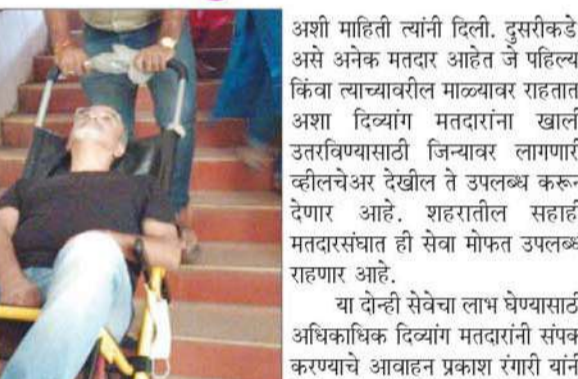 अशी माहिती त्यांनी दिली. दुसरीकडे
असे अनेक मतदार आहेत जे पहिल्य
किंवा त्याच्यावरील माळ्यावर राहतात
अशा दिव्यांग मतदारांना खाली
उतरविण्यासाठी जिन्यावर लागणारी
व्हीलचेअर देखील ते उपलब्ध करून
देणार आहे. शहरातील सहाही
मतदारसंघात ही सेवा मोफत उपलब्ध
राहणार आहे.
या दोन्ही सेवेचा लाभ घेण्यासाठी
अधिकाधिक दिव्यांग मतदारांनी संपक
करण्याचे आवाहन प्रकाश रंगारी यांनी